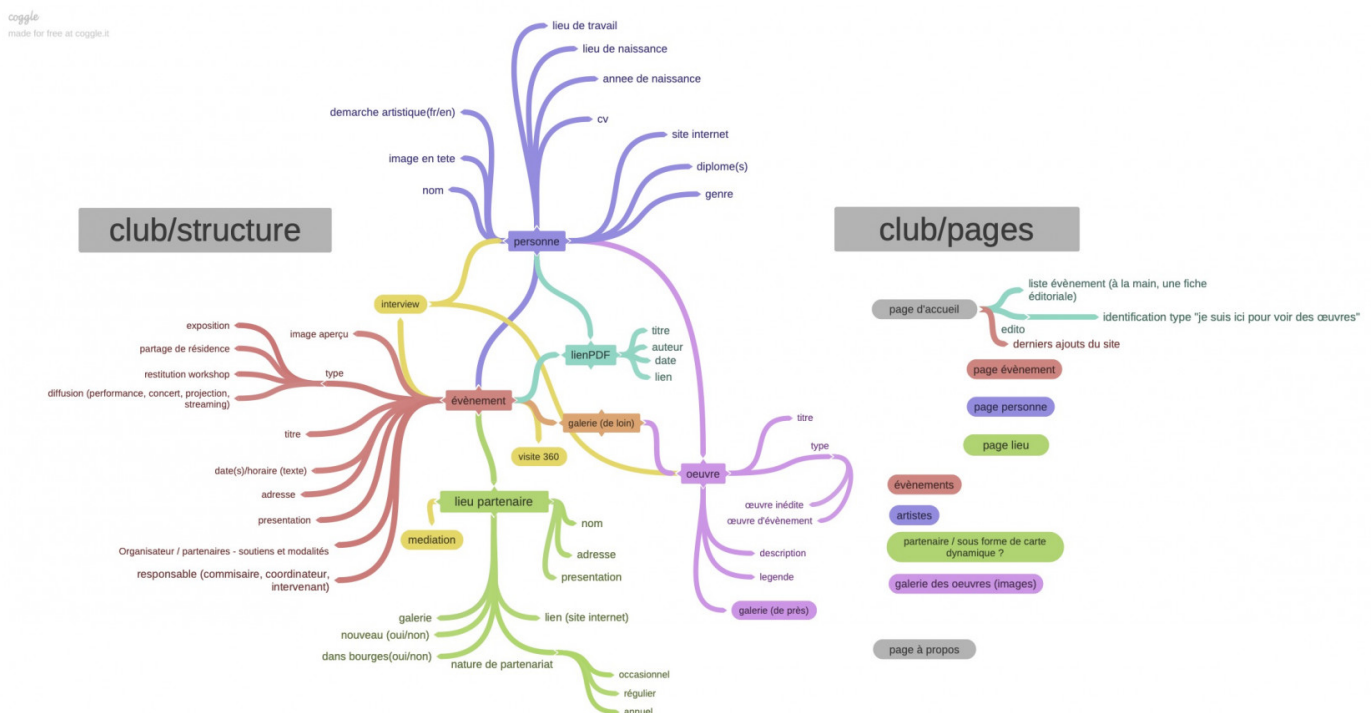 coggle
made for free at coggle.it
lieu de travail
lieu de naissance
annee de naissance
cv
demarche artistique(fr/en)
image en tete
nom
site internet
diplome(s)
genre
club/structure
personne
club/pages
interview
exposition
partage de résidence
restitution workshop
diffusion (performance, concert, projection,
streaming)
type
image aperçu
titre
date(s)/horaire (texte)
adresse
presentation
Organisateur / partenaires - soutiens et modalités
responsable (commisaire, coordinateur,
intervenant)
évènement
lienPDF
titre
auteur
date
lien
galerie (de loin)
visite 360
lieu partenaire
mediation
nom
adresse
presentation
galerie
nouveau (oui/non)
dans bourges(oui/non)
lien (site internet)
nature de partenariat
occasionnel
régulier
annuel
oeuvre
titre
type
œuvre inédite
œuvre d'évènement
description
legende
galerie (de près)
page d'accueil
liste évènement (à la main, une fiche
éditoriale)
identification type "je suis ici pour voir des œuvres"
edito
derniers ajouts du site
page évènement
page personne
page lieu
évènements
artistes
partenaire / sous forme de carte
dynamique ?
galerie des oeuvres (images)
page à propos